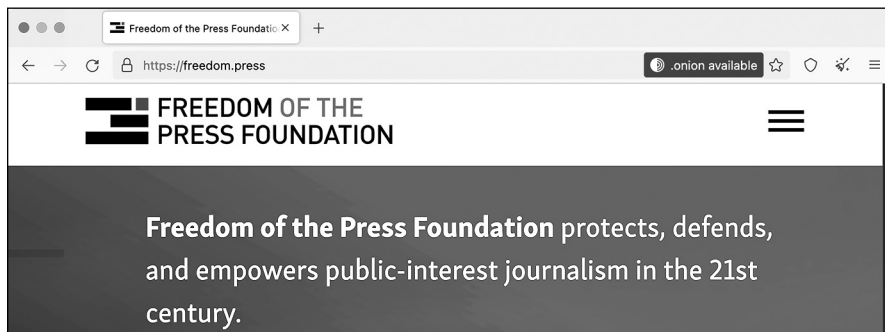 Freedom of the Press Foundatio
https://freedom.press
.onion available
FREEDOM OF THE
PRESS FOUNDATION
Freedom of the Press Foundation protects, defends,
and empowers public-interest journalism in the 21st
century.